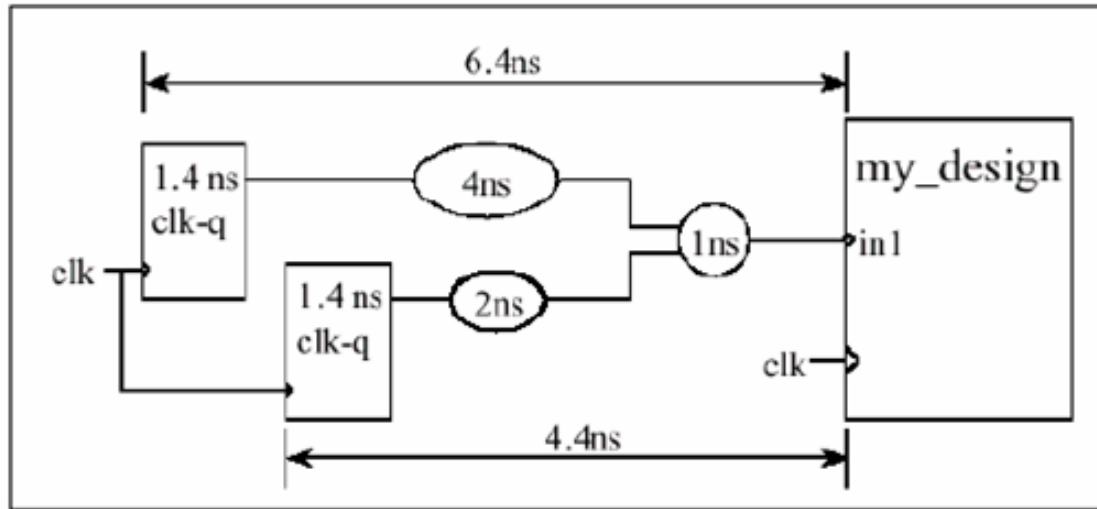 6.4ns
1.4 ns
clk-q
4ns
my_design
1ns
in1
clk
1.4 ns
clk-q
2ns
clk
4.4ns